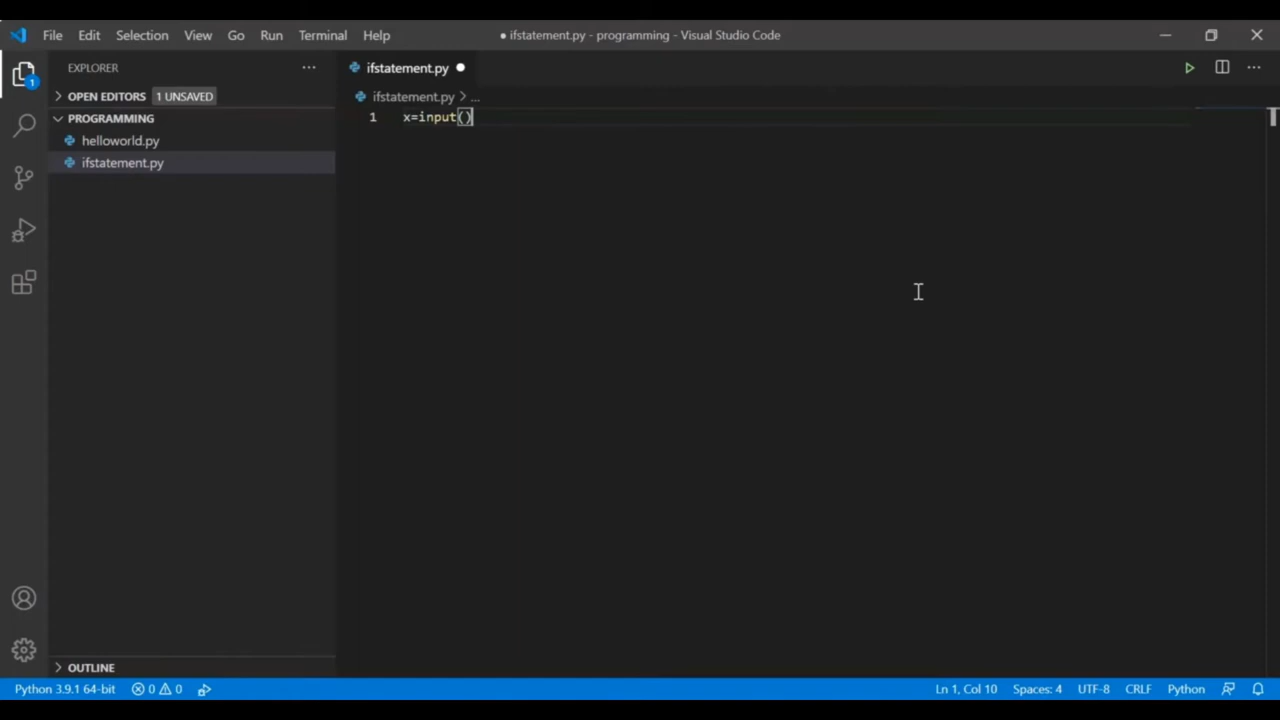 File Edit Selection View Go Run Terminal Help ● ifstatement.py - programming - Visual Studio Code
EXPLORER ··· ifstatement.py ● ···
1
> OPEN EDITORS 1 UNSAVED ifstatement.py > ...
PROGRAMMING 1 x=input()
helloworld.py
ifstatement.py
> OUTLINE
Python 3.9.1 64-bit 0 0 Ln 1, Col 10 Spaces: 4 UTF-8 CRLF Python